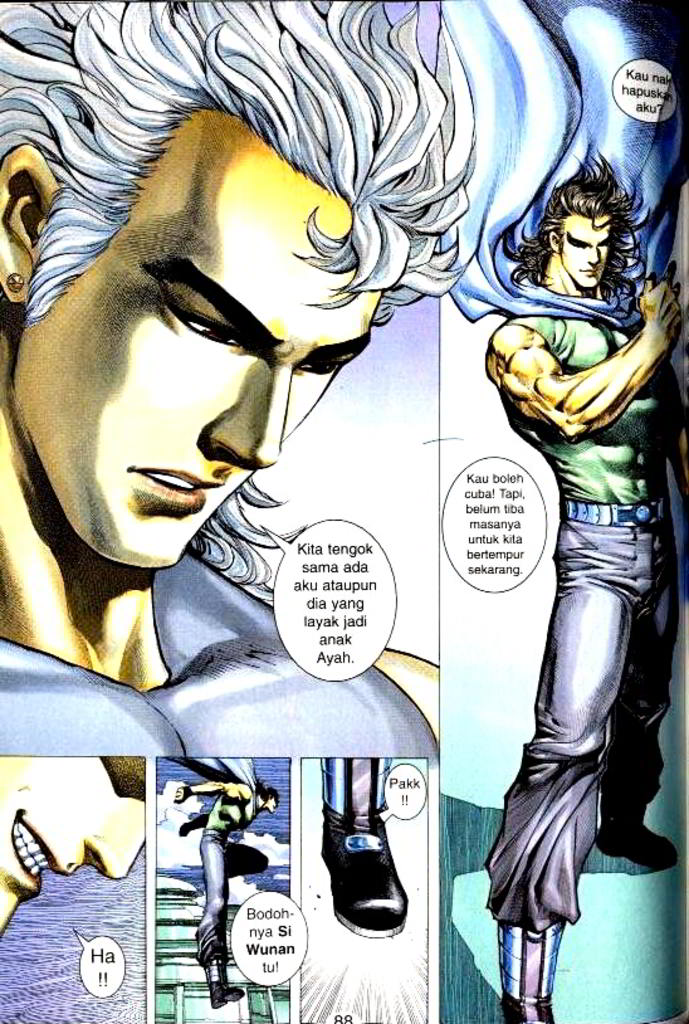 Kita tengok
sama ada
aku ataupun
dia yang
layak jadi
anak
Ayah.
Kau nak
hapuskan
aku?
Kau boleh
cuba! Tapi,
belum tiba
masanya
untuk kita
bertempur
sekarang.
Ha
!!
Bodoh-
nya Si
Wunan
tu!
Pakk
!!
88